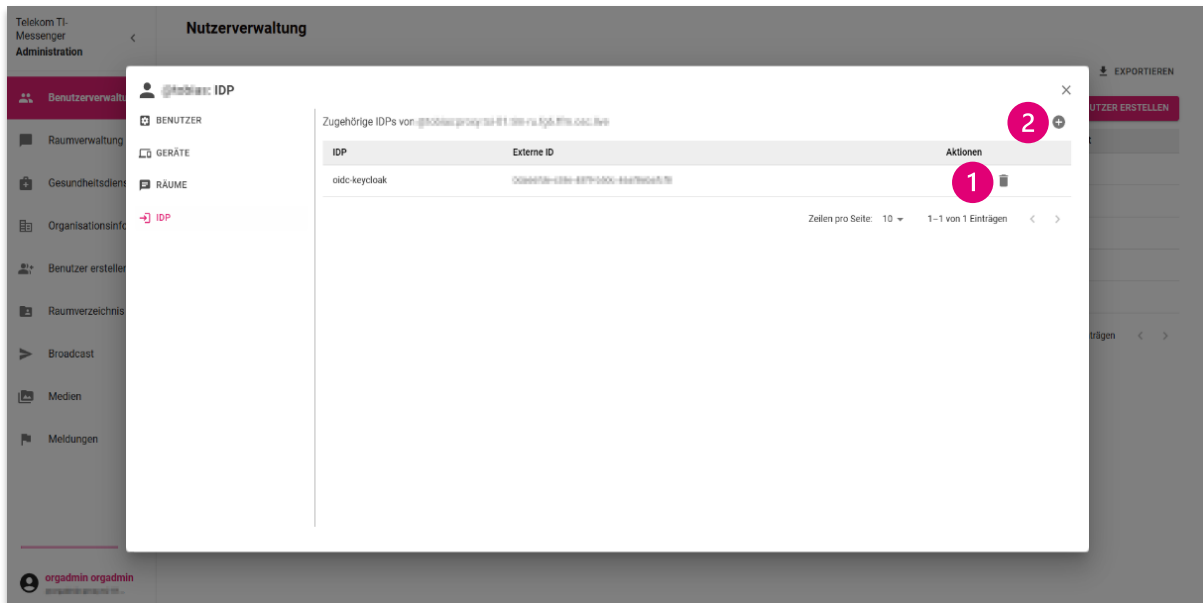 Telekom TI-
Messenger
Administration
Nutzerverwaltung
EXPORTIEREN
Benutzerverwaltu
UTZER ERSTELLEN
Raumverwaltung
Gesundheitsdiens
Organisationsinfo
Benutzer ersteller
Raumverzeichnis
Broadcast
Medien
Meldungen
orgadmin orgadmin
IDP
BENUTZER
GERÄTE
RÄUME
IDP
Zugehörige IDPs von
2
IDP Externe ID Aktionen
oidc-keycloak
1
Zeilen pro Seite: 10 1–1 von 1 Einträgen
trägen